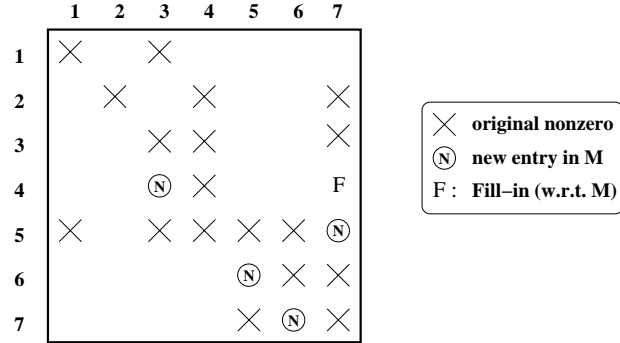 1 2 3 4 5 6 7
1
2
3
4 N F
5 N
6 N
7 N
original nonzero
N new entry in M
F : Fill–in (w.r.t. M)